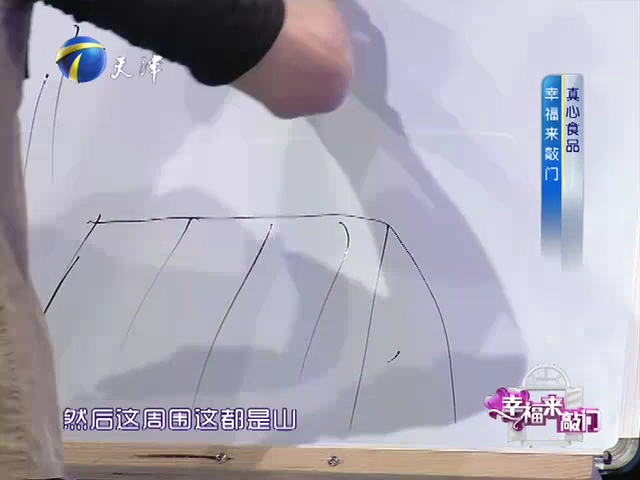 天津
真心食品
幸福来敲门
然后这周围这都是山
幸福来敲门